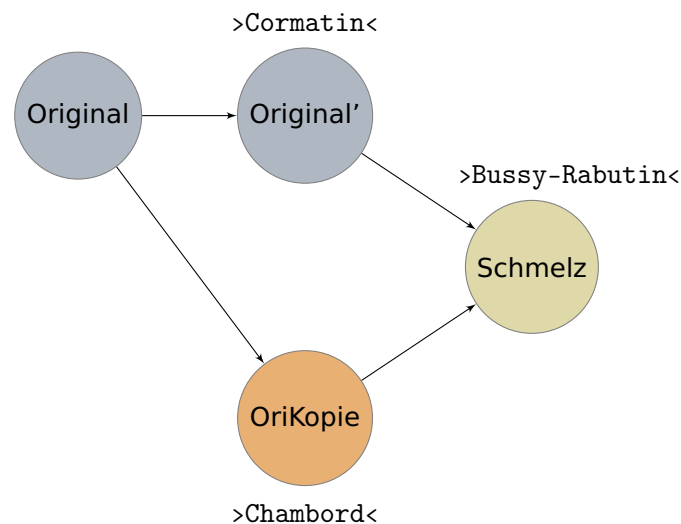 >Cormatin<
Original
Original’
>Bussy-Rabutin<
Schmelz
OriKopie
>Chambord<